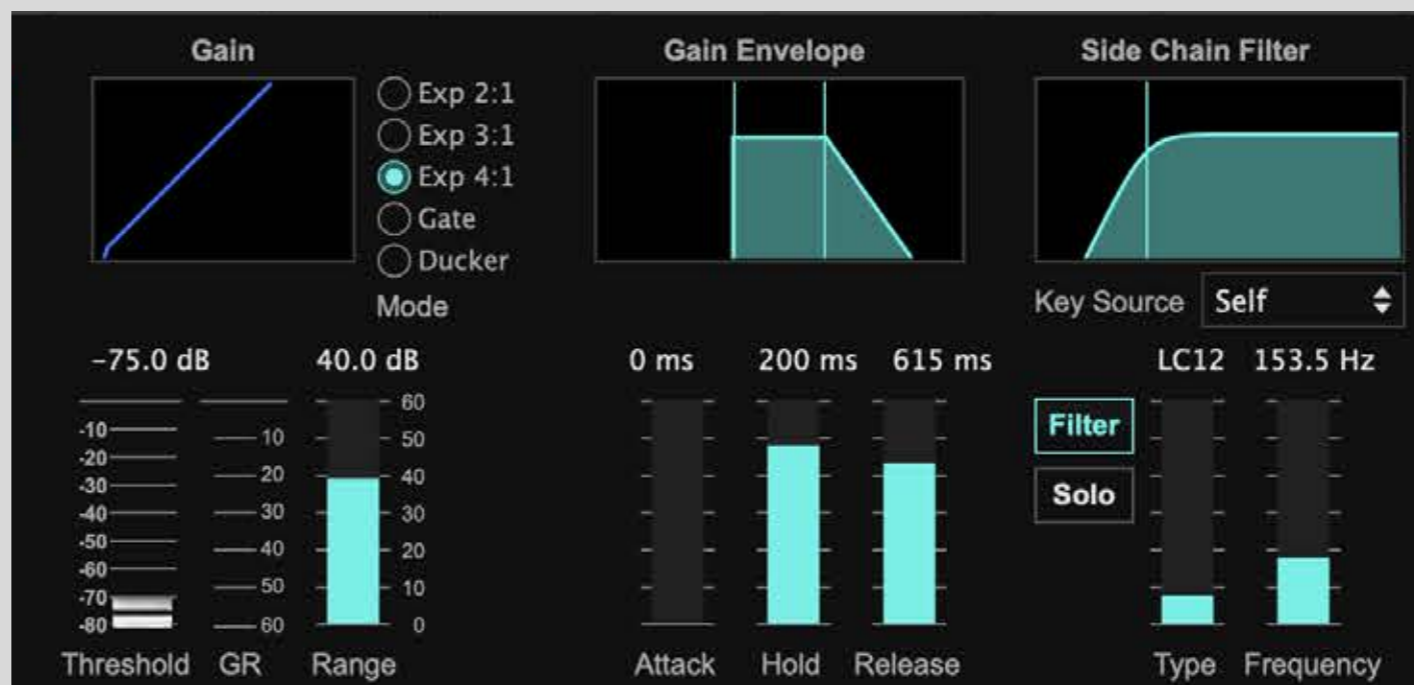 Gain
Gain Envelope
Side Chain Filter
Exp 2:1
Exp 3:1
Exp 4:1
Gate
Ducker
Mode
Key Source
Self
-75.0 dB
40.0 dB
0 ms
200 ms
615 ms
LC12
153.5 Hz
-10
-20
-30
-40
-50
-60
-70
-80
10
20
30
40
50
60
60
50
40
30
20
10
0
Filter
Solo
Threshold
GR
Range
Attack
Hold
Release
Type
Frequency